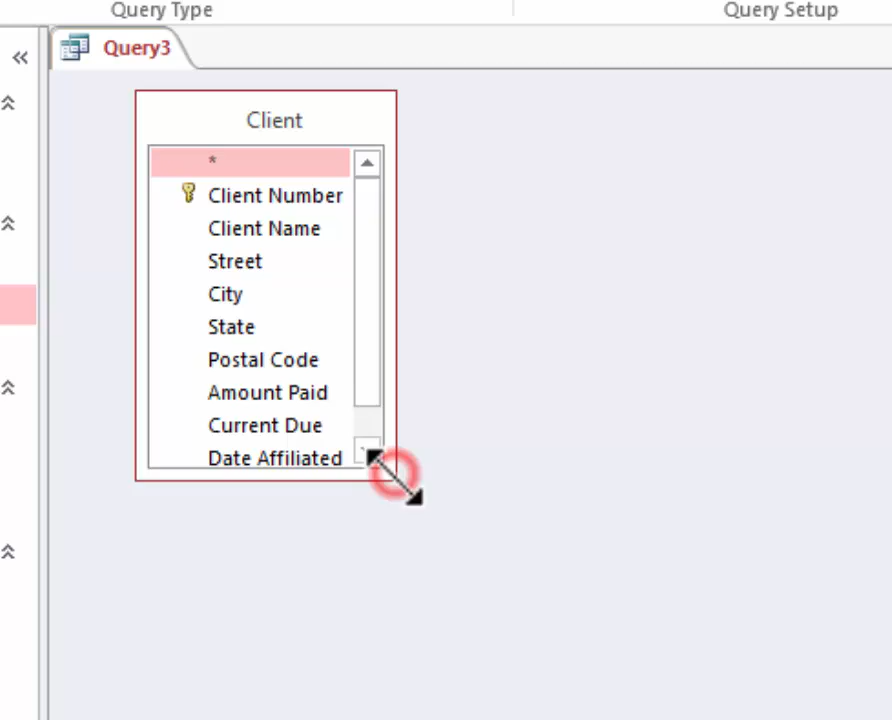 Query Type
Query Setup
Query3
Client
*
Client Number
Client Name
Street
City
State
Postal Code
Amount Paid
Current Due
Date Affiliated